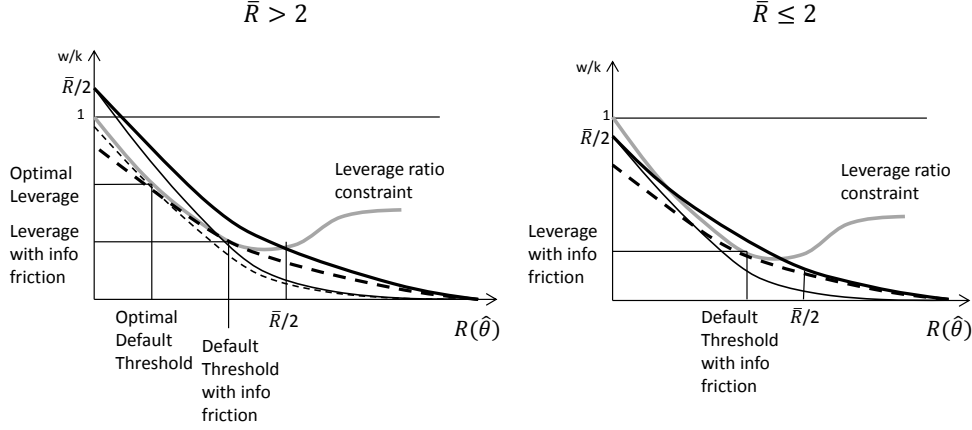 R̄ > 2
w/k
R̄/2
1
Optimal
Leverage
Leverage
with info
friction
Leverage ratio
constraint
Optimal
Default
Threshold
Default
Threshold
with info
friction
R̄/2
R(θ̂)
R̄ ≤ 2
w/k
1
R̄/2
Leverage
with info
friction
Leverage ratio
constraint
Default
Threshold
with info
friction
R̄/2
R(θ̂)